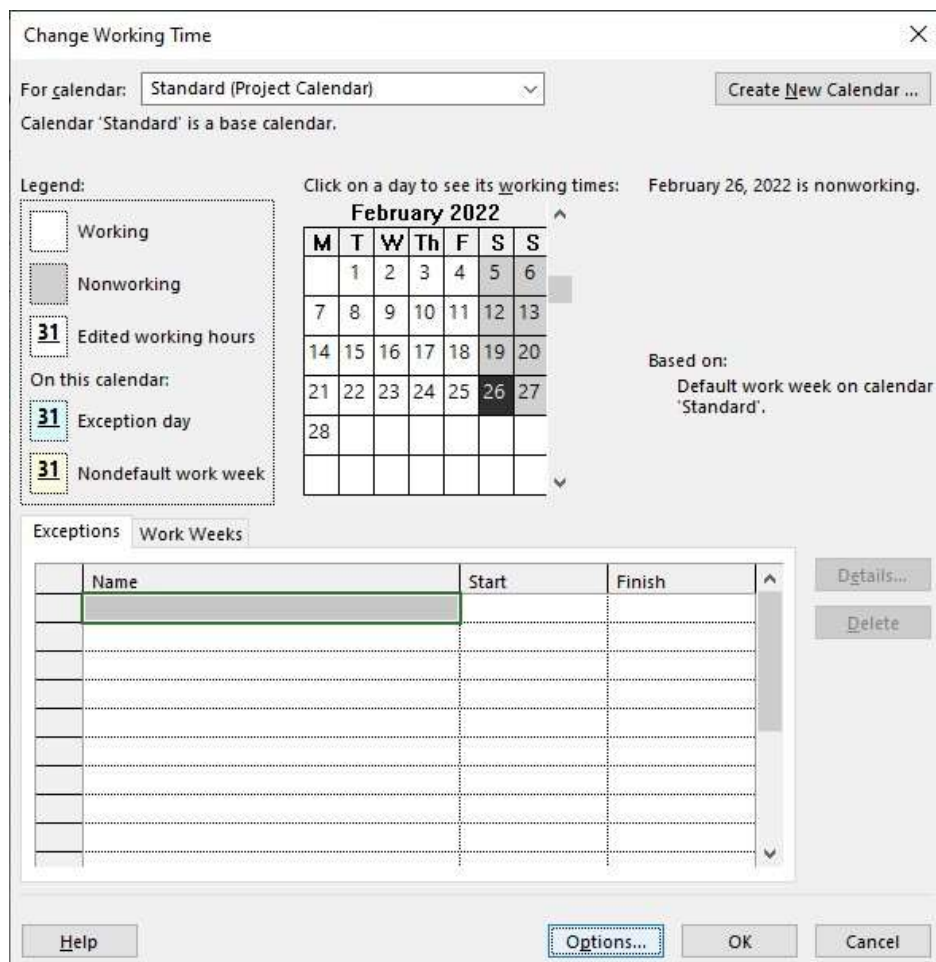 Change Working Time
For calendar: Standard (Project Calendar) Create New Calendar ...
Calendar 'Standard' is a base calendar.
Legend:
Working
Nonworking
31 Edited working hours
On this calendar:
31 Exception day
31 Nondefault work week
Click on a day to see its working times:
February 2022
M T W Th F S S
1 2 3 4 5 6
7 8 9 10 11 12 13
14 15 16 17 18 19 20
21 22 23 24 25 26 27
28
February 26, 2022 is nonworking.
Based on:
Default work week on calendar
'Standard'.
Exceptions Work Weeks
Name Start Finish
Details...
Delete
Help Options... OK Cancel